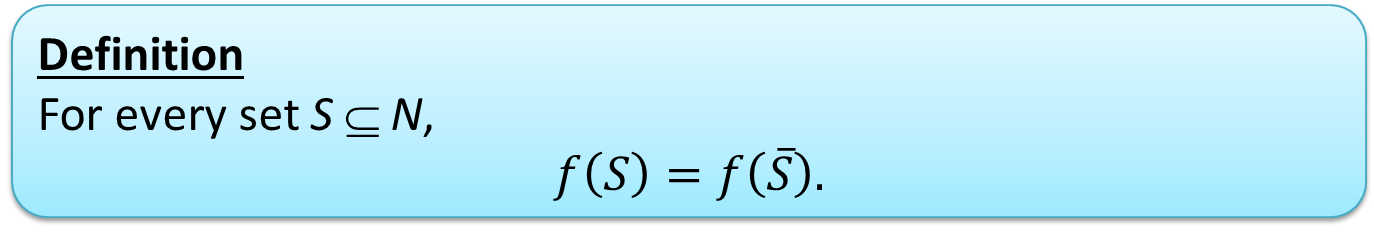 Definition
For every set S ⊆ N,
f(S) = f(S̄).